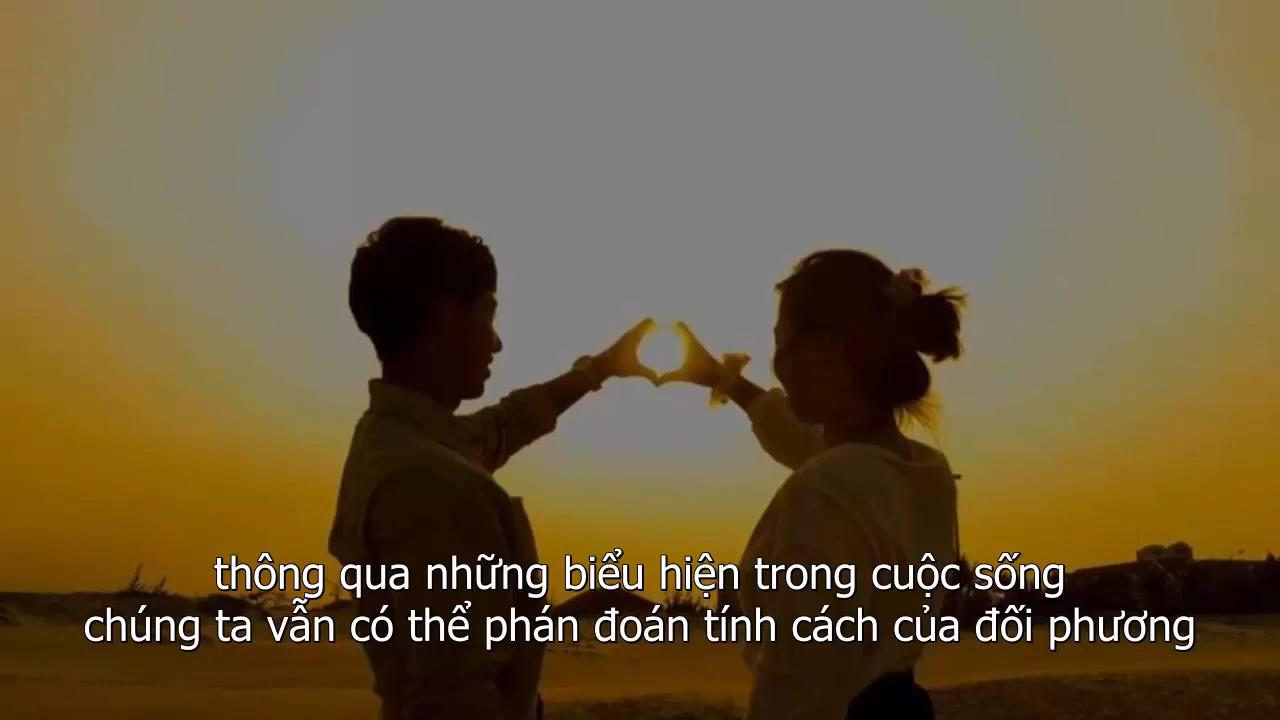 thông qua những biểu hiện trong cuộc sống
chúng ta vẫn có thể phán đoán tính cách của đối phương